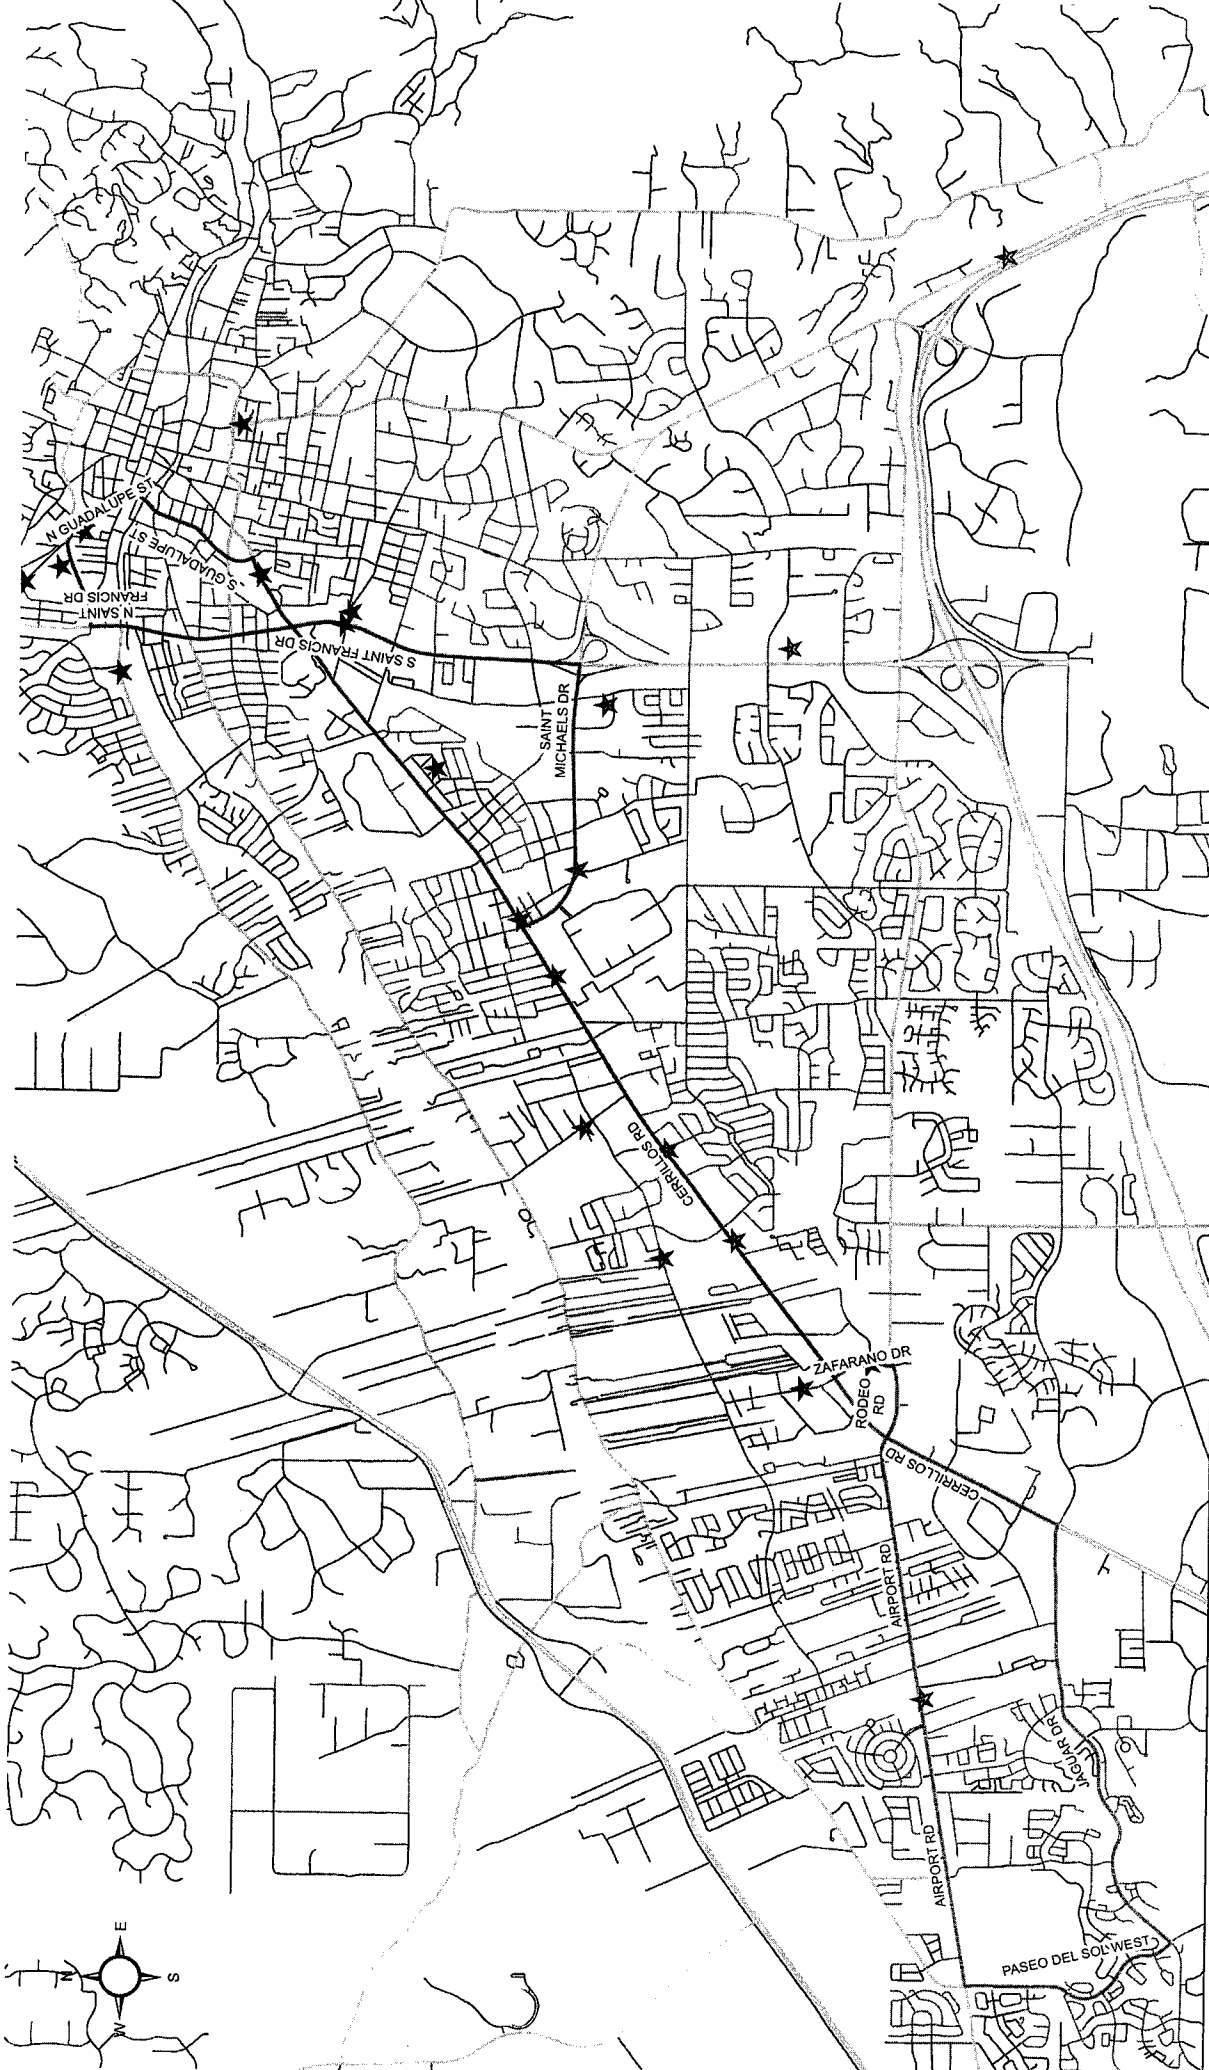 N GUADALUPE ST
S GUADALUPE ST
N SAINT
FRANCIS DR
S SAINT FRANCIS DR
SAINT
MICHAELS DR
CERRILLOS RD
ZAFARANO DR
RODEO
RD
CERRILLOS RD
AIRPORT RD
JAGUAR DR
AIRPORT RD
PASEO DEL SOL WEST
N
E
S
W